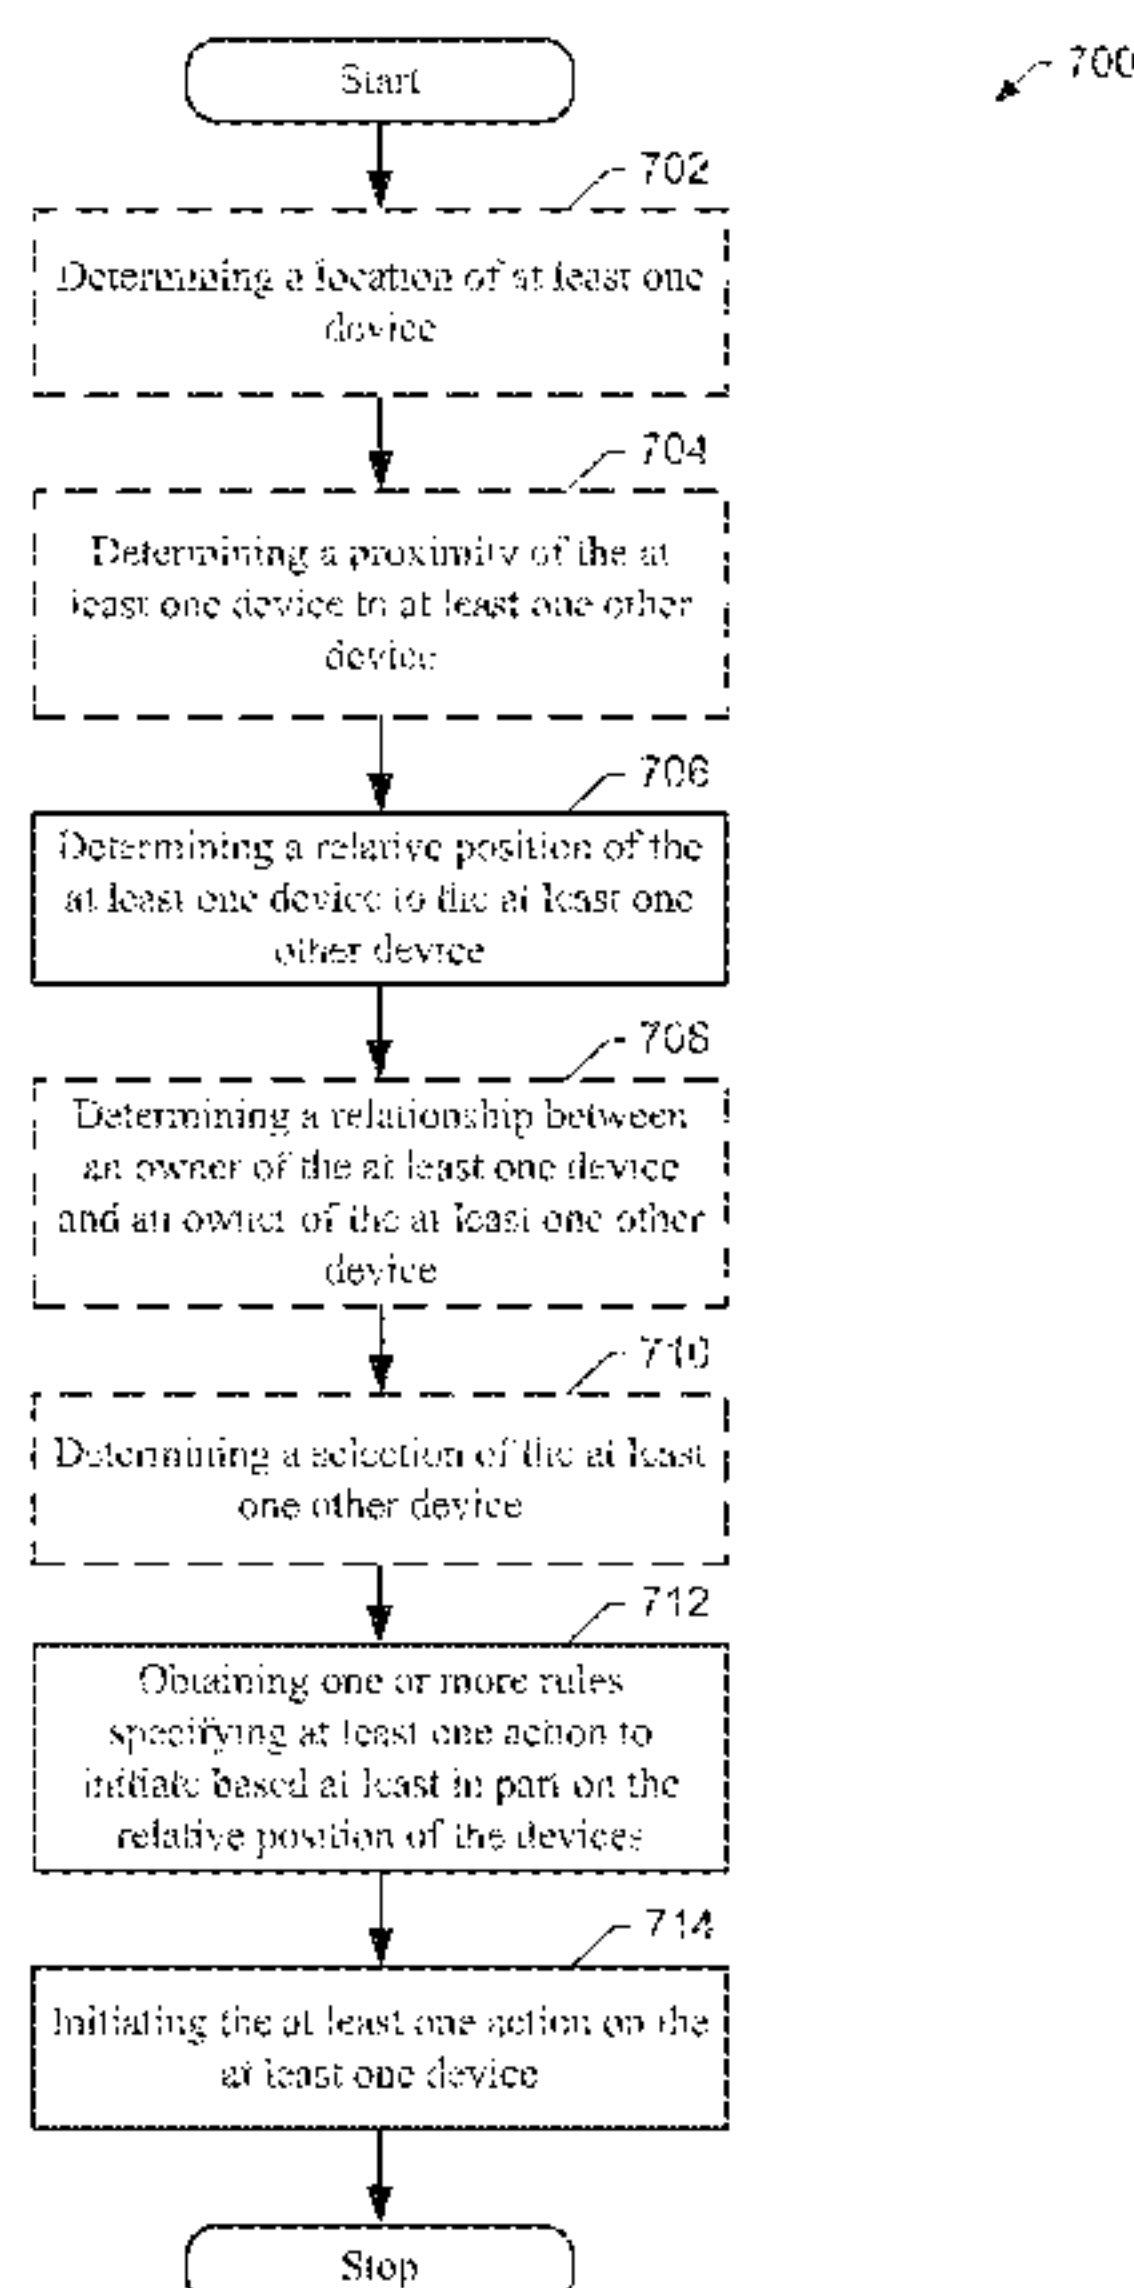 Start
700
702
Determining a location of at least one
device
704
Determining a proximity of the at
least one device to at least one other
device
706
Determining a relative position of the
at least one device to the at least one
other device
708
Determining a relationship between
an owner of the at least one device
and an owner of the at least one other
device
710
Determining a selection of the at least
one other device
712
Obtaining one or more rules
specifying at least one action to
initiate based at least in part on the
relative position of the devices
714
Initiating the at least one action on the
at least one device
Stop